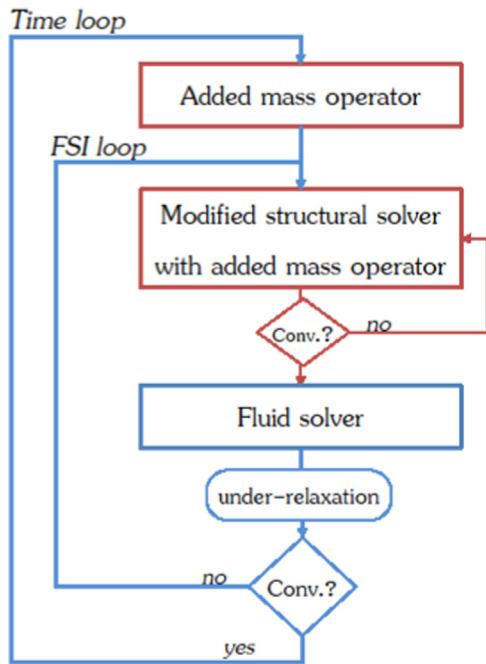 Time loop
Added mass operator
FSI loop
Modified structural solver
with added mass operator
Conv.?
no
Fluid solver
under-relaxation
Conv.?
no
yes